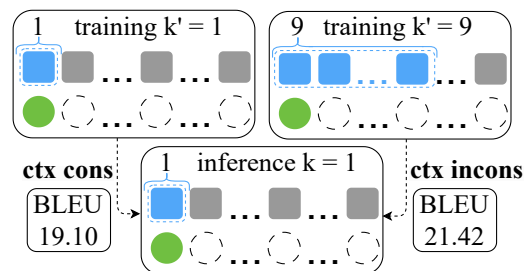 1 training k' = 1
9 training k' = 9
... ...
... ...
... ...
... ...
ctx cons
1 inference k = 1
ctx incons
BLEU
19.10
... ...
... ...
BLEU
21.42